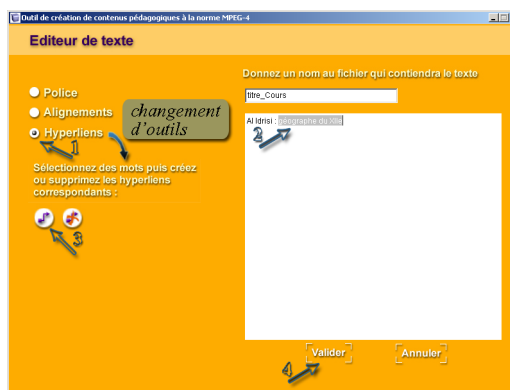 Outil de création de contenus pédagogiques à la norme MPEG-4
Editeur de texte
Donnez un nom au fichier qui contiendra le texte
titre_Cours
Police
Alignements
Hyperliens
changement
d'outils
1
Al Idrisi : géographe du XIIe
2
Sélectionnez des mots puis créez
ou supprimez les hyperliens
correspondants :
3
Valider
Annuler
4